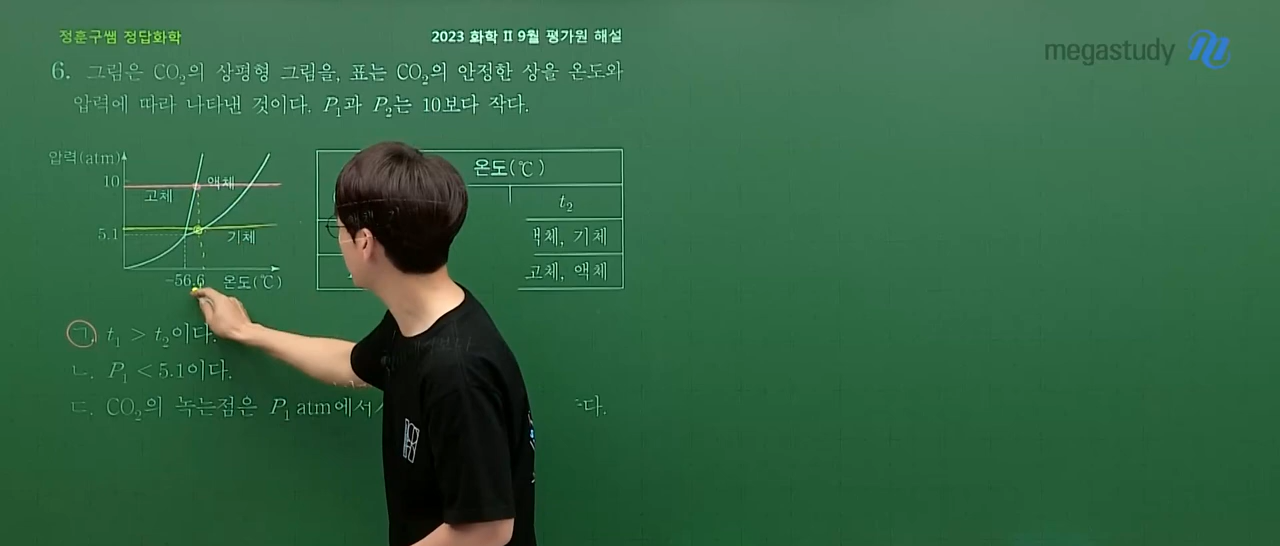 정훈구쌤 정답화학
2023 화학 II 9월 평가원 해설
megastudy
6. 그림은 CO₂의 상평형 그림을, 표는 CO₂의 안정한 상을 온도와
압력에 따라 나타낸 것이다. P₁과 P₂는 10보다 작다.
압력(atm)
10
액체
고체
5.1
기체
-56.6
온도(℃)
온도(℃)
t₂
체, 기체
고체, 액체
ㄱ. t₁ > t₂이다.
ㄴ. P₁ < 5.1이다.
ㄷ. CO₂의 녹는점은 P₁ atm에서
다.